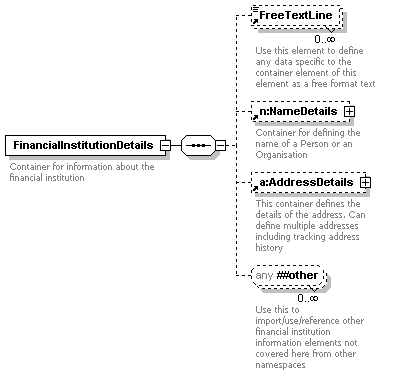 FreeTextLine
0..∞
Use this element to define
any data specific to the
container element of this
element as a free format text
n:NameDetails
Container for defining the
name of a Person or an
Organisation
FinancialInstitutionDetails
Container for information about the
financial institution
a:AddressDetails
This container defines the
details of the address. Can
define multiple addresses
including tracking address
history
any ##other
0..∞
Use this to
import/use/reference other
financial institution
information elements not
covered here from other
namespaces